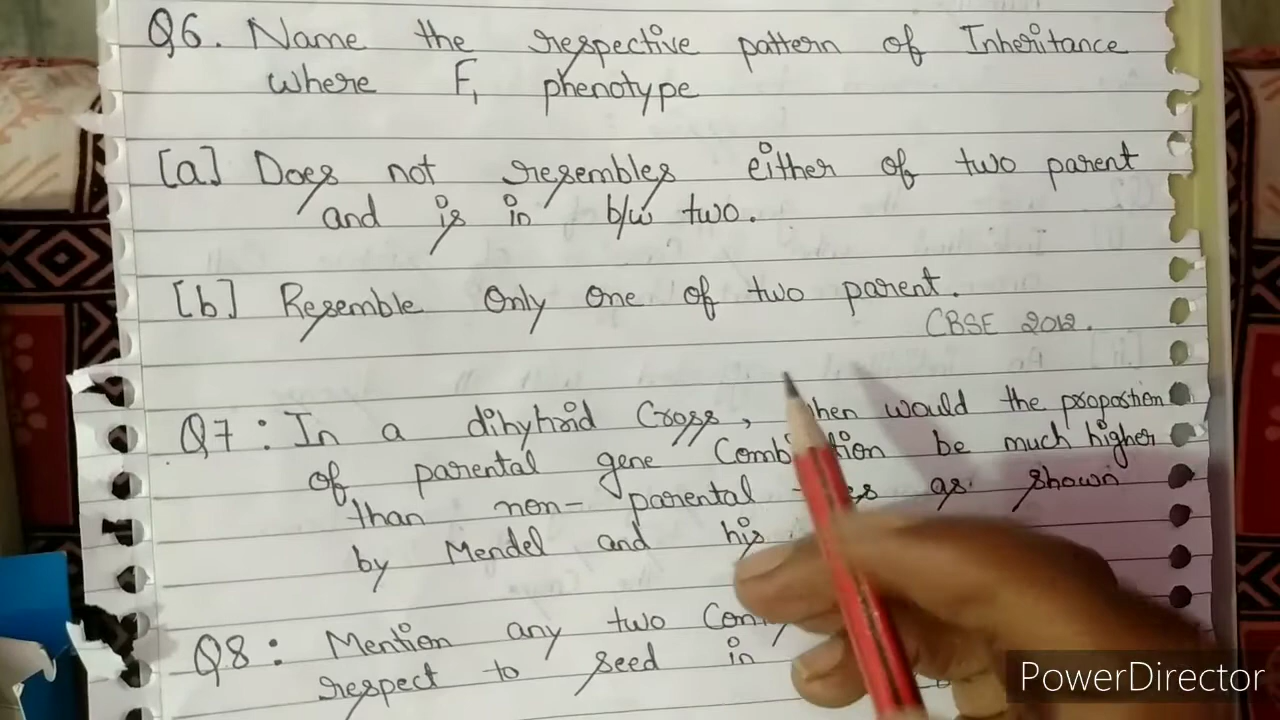 Q6. Name the respective pattern of Inheritance
where F₁ phenotype
[a] Does not resembles either of two parent
and is in b/w two.
[b] Resemble Only one of two parent.
CBSE 2012.
Q7: In a dihybrid Cross, when would the proportion
of parental gene Combination be much higher
than non-parental as shown
by Mendel and his
Q8: Mention any two
respect to seed in
PowerDirector